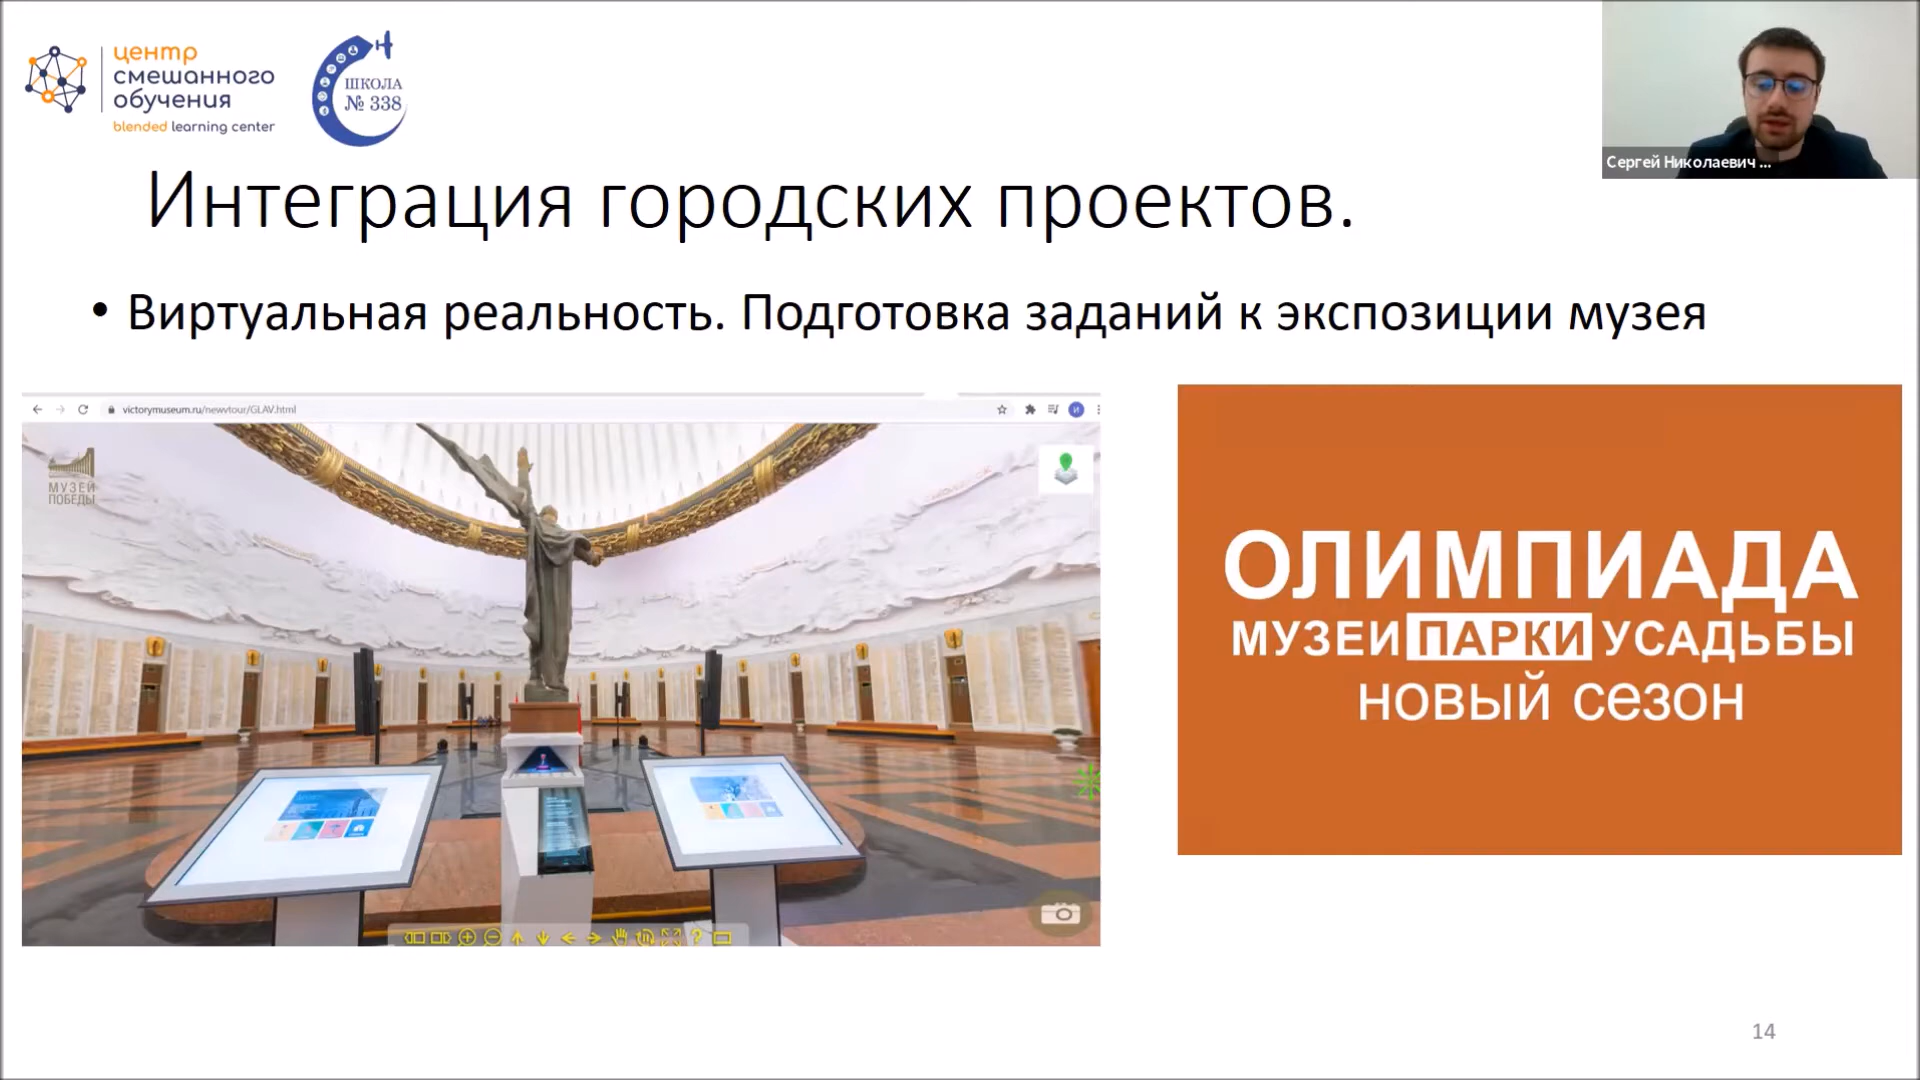 центр
смешанного
обучения
blended learning center
ШКОЛА
№ 338
Сергей Николаевич ...
Интеграция городских проектов.
• Виртуальная реальность. Подготовка заданий к экспозиции музея
victorymuseum.ru/newvtour/GLAV.html
И
МУЗЕЙ
ПОБЕДЫ
ОЛИМПИАДА
МУЗЕИ ПАРКИ УСАДЬБЫ
НОВЫЙ СЕЗОН
14